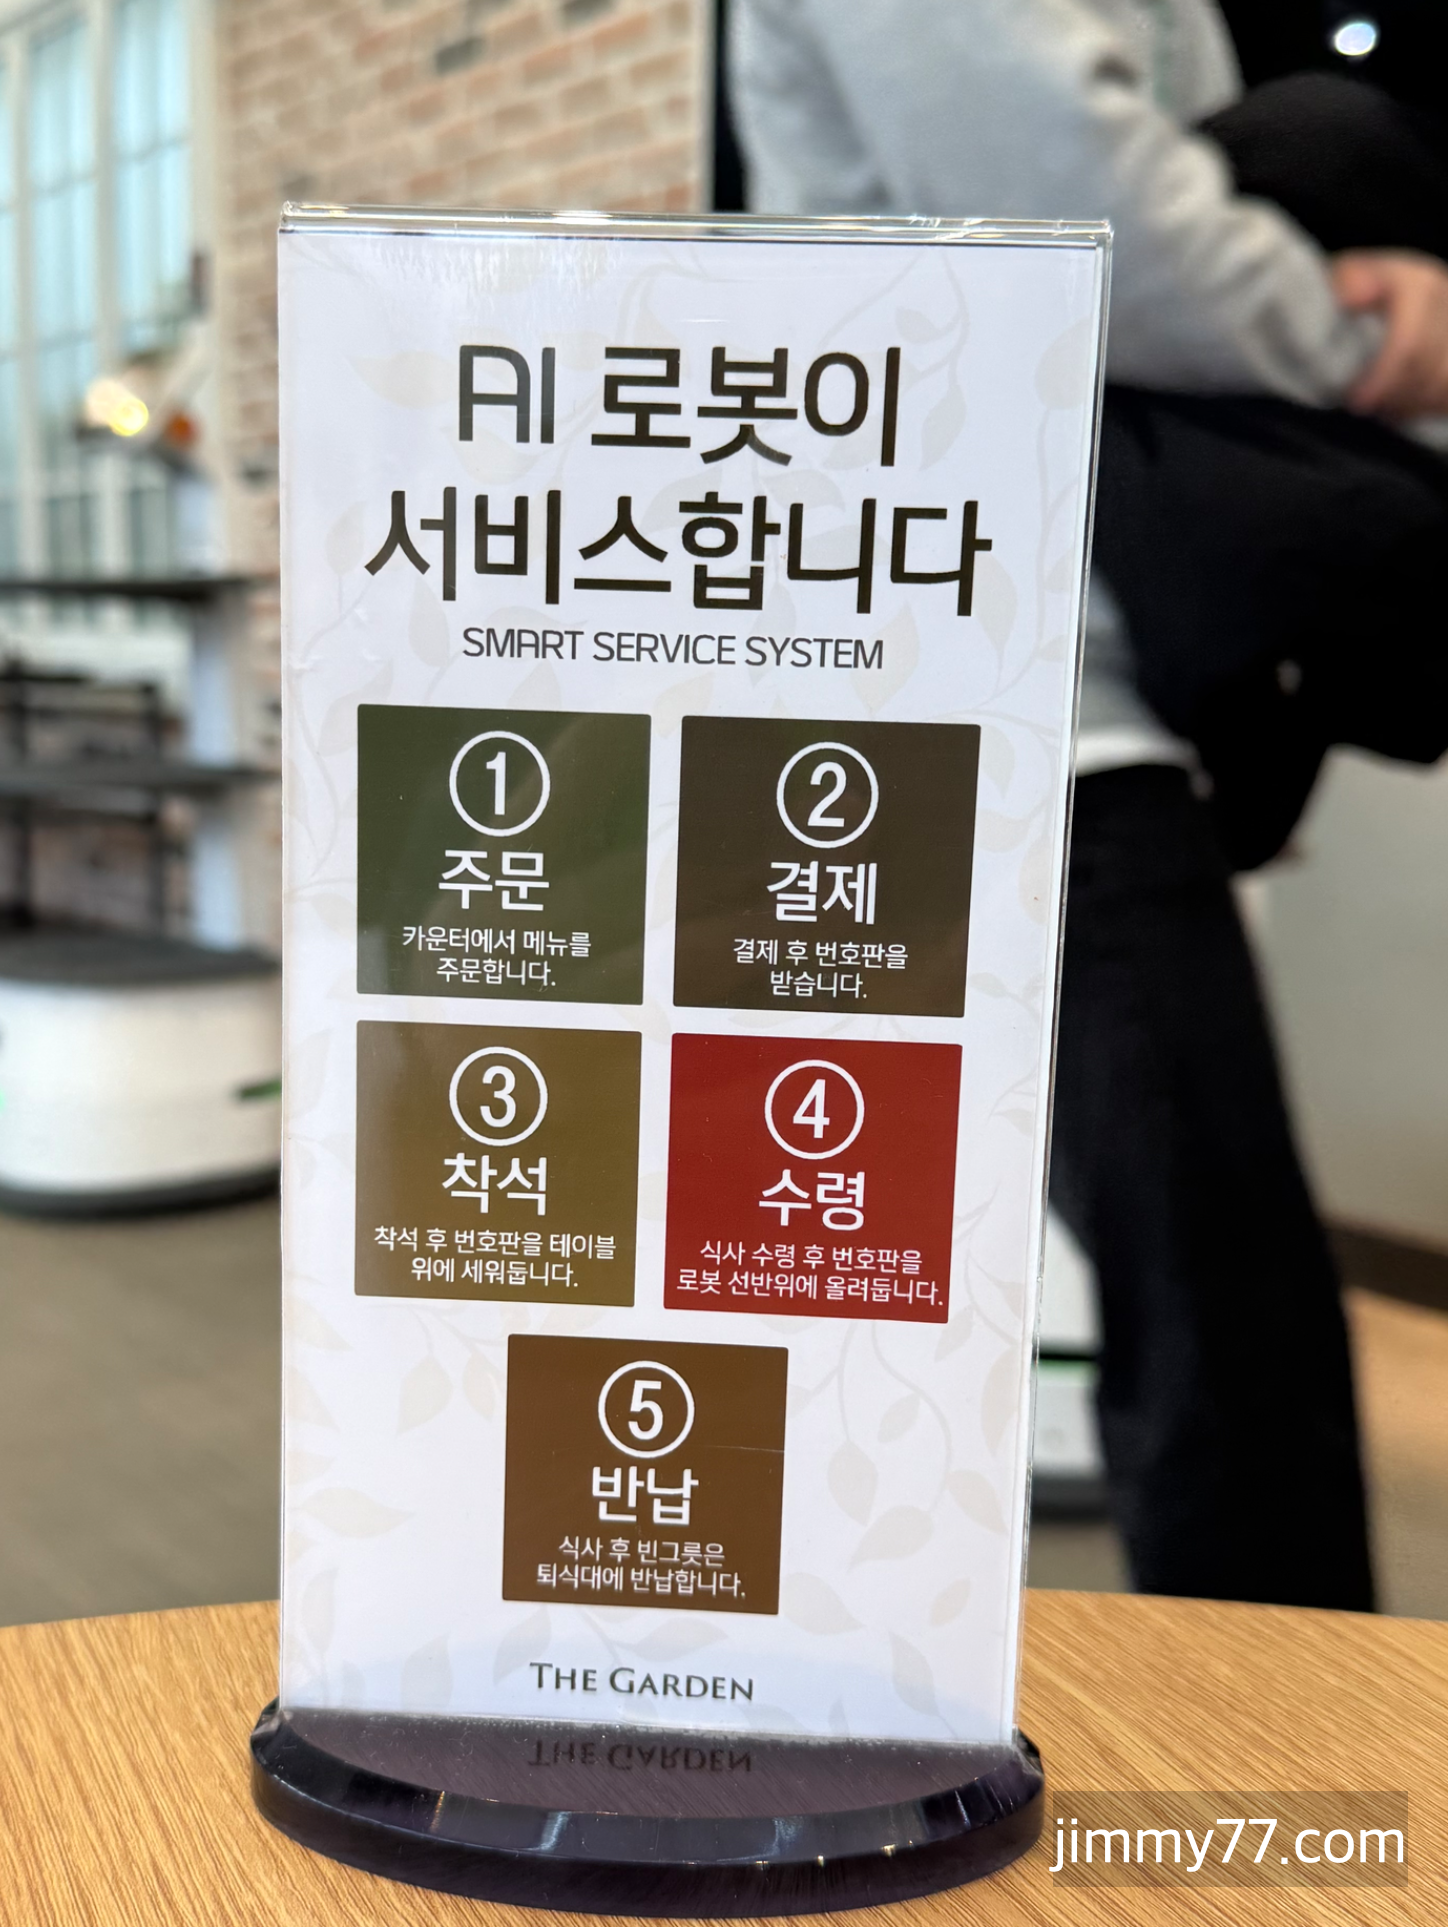 AI 로봇이
서비스합니다
SMART SERVICE SYSTEM
1
주문
카운터에서 메뉴를
주문합니다.
2
결제
결제 후 번호판을
받습니다.
3
착석
착석 후 번호판을 테이블
위에 세워둡니다.
4
수령
식사 수령 후 번호판을
로봇 선반위에 올려둡니다.
5
반납
식사 후 빈그릇은
퇴식대에 반납합니다.
THE GARDEN
jimmy77.com